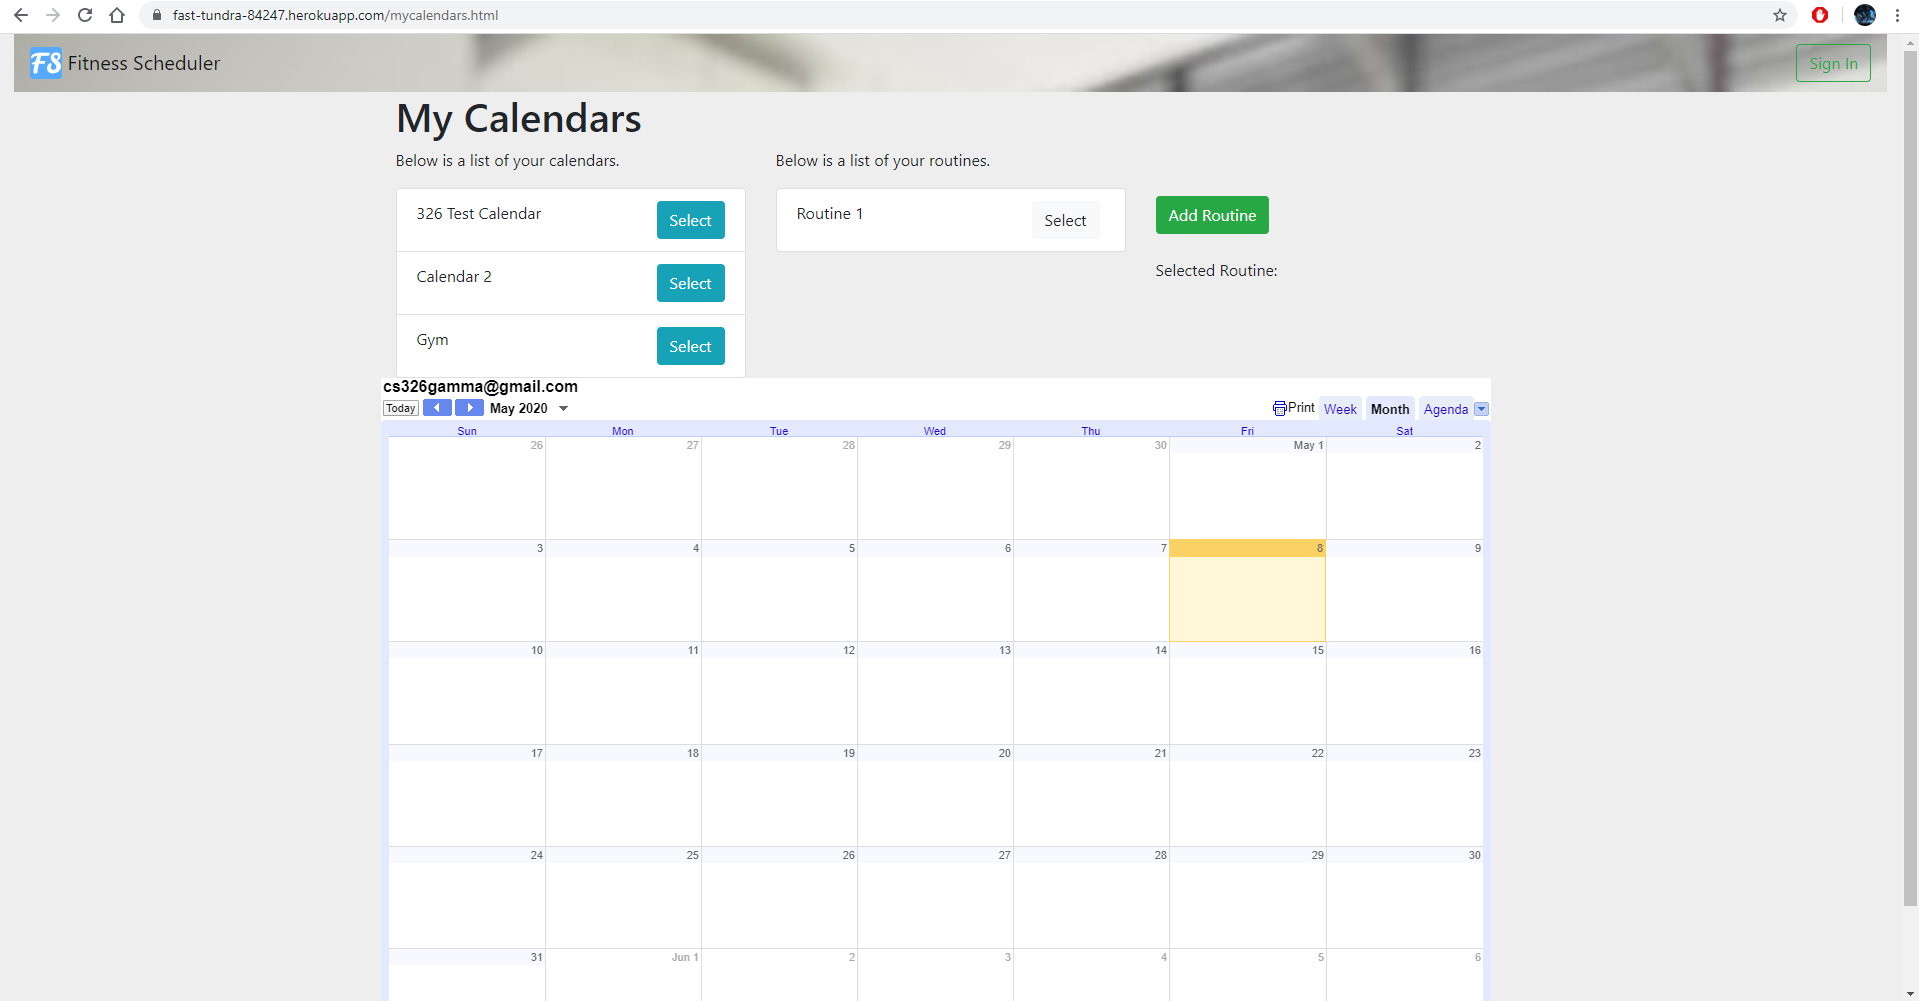 fast-tundra-84247.herokuapp.com/mycalendars.html
FS Fitness Scheduler
Sign In
My Calendars
Below is a list of your calendars.
326 Test Calendar Select
Calendar 2 Select
Gym Select
Below is a list of your routines.
Routine 1 Select
Add Routine
Selected Routine:
cs326gamma@gmail.com
Today May 2020 Print Week Month Agenda
Sun Mon Tue Wed Thu Fri Sat
26 27 28 29 30 May 1 2
3 4 5 6 7 8 9
10 11 12 13 14 15 16
17 18 19 20 21 22 23
24 25 26 27 28 29 30
31 Jun 1 2 3 4 5 6